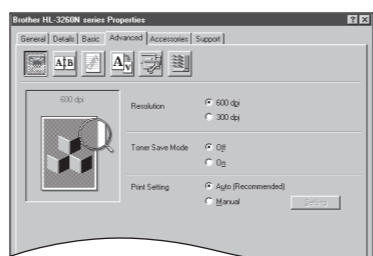 Brother HL-3260N series Properties
General Details Basic Advanced Accessories Support
600 dpi
Resolution
600 dpi
300 dpi
Toner Save Mode
Off
On
Print Setting
Auto (Recommended)
Manual
Setting